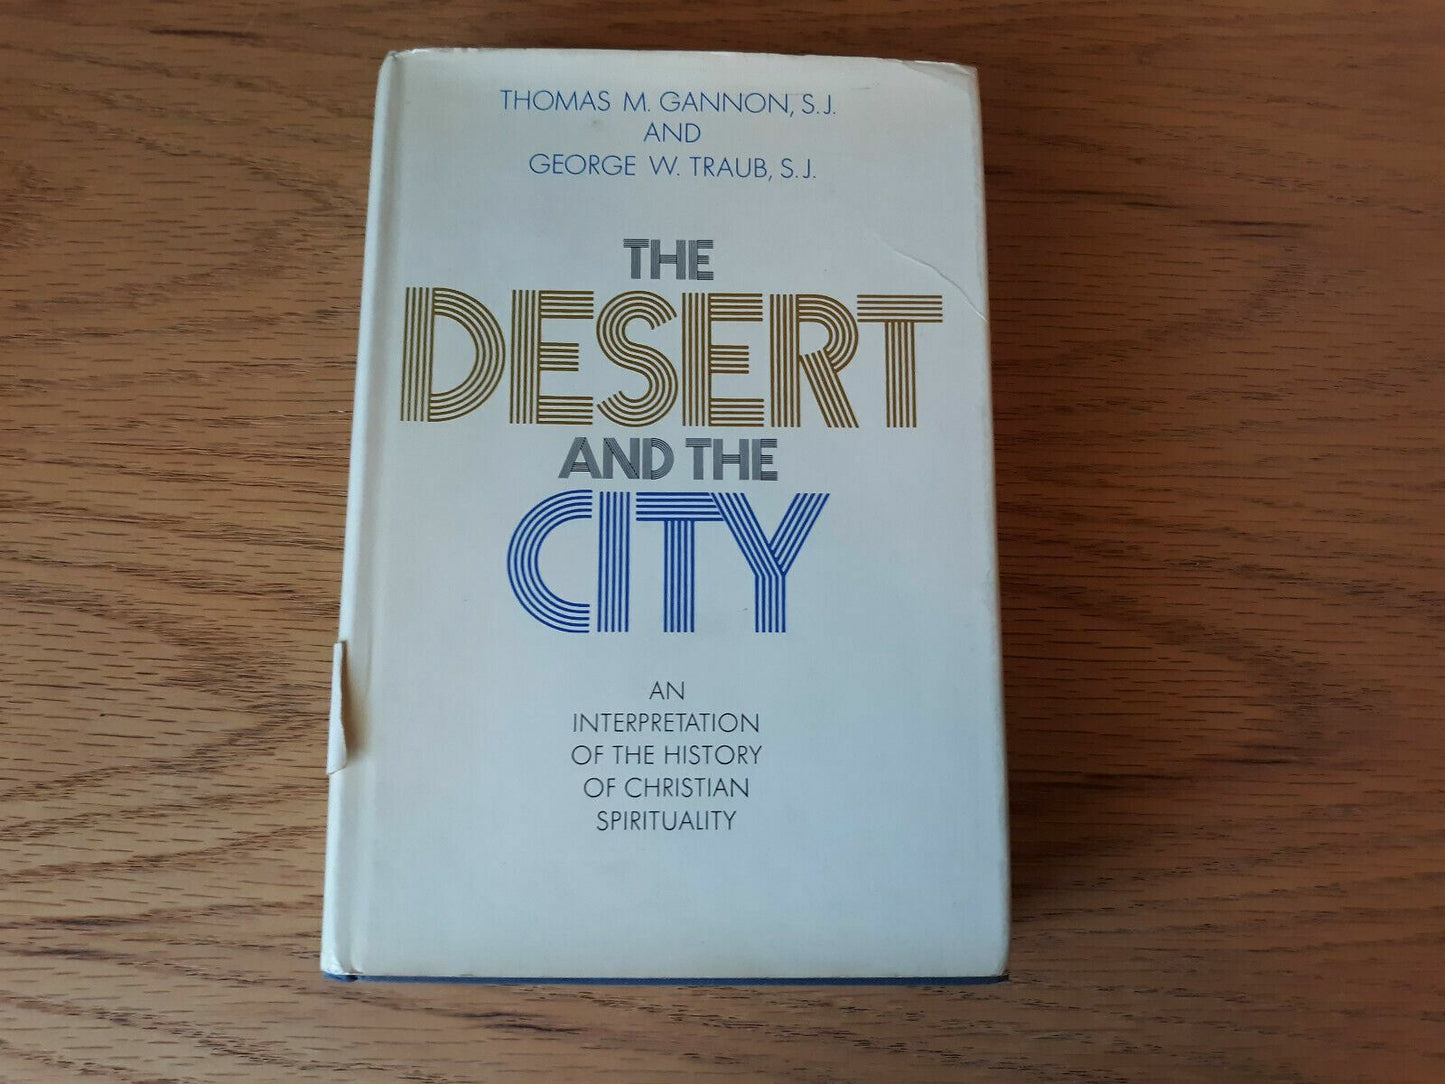 THOMAS M. GANNON, S.J.
AND
GEORGE W. TRAUB, S.J.
THE
DESERT
AND THE
CITY
AN
INTERPRETATION
OF THE HISTORY
OF CHRISTIAN
SPIRITUALITY